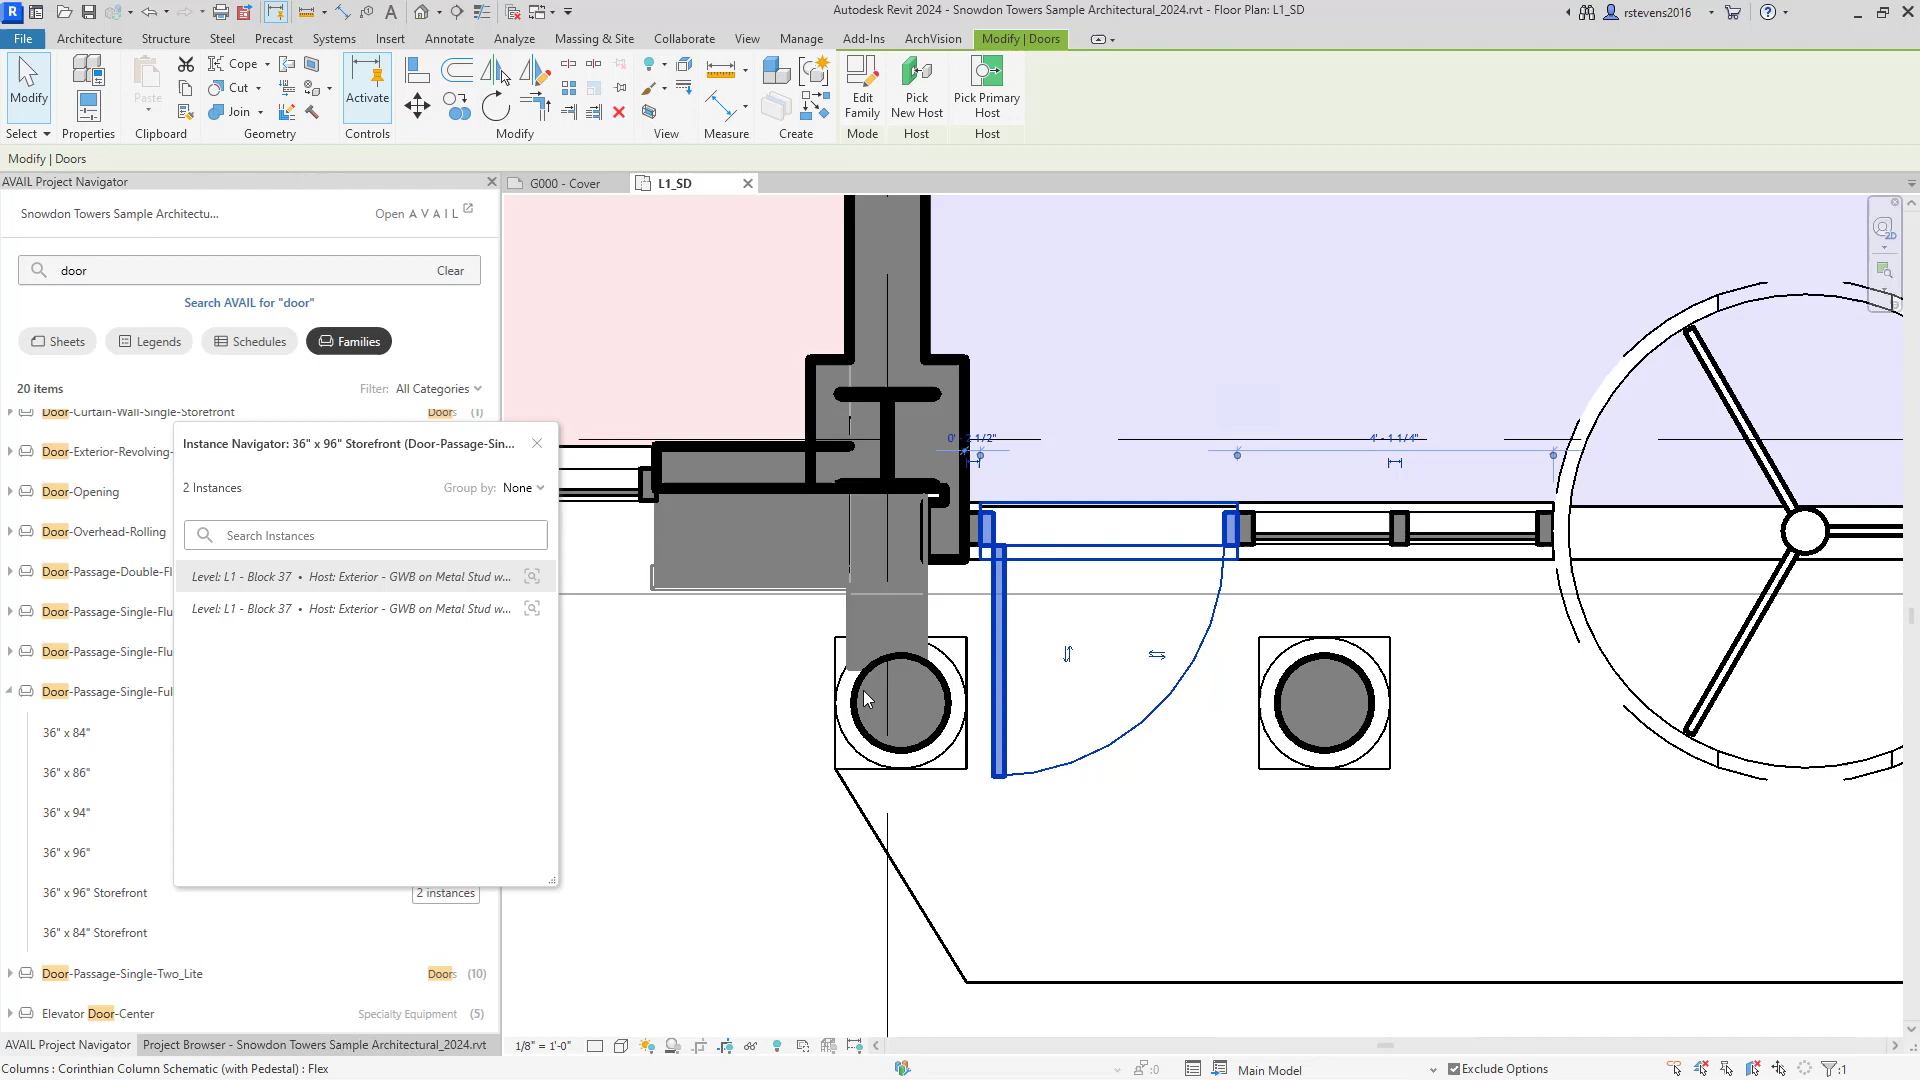 Autodesk Revit 2024 - Snowdon Towers Sample Architectural_2024.rvt - Floor Plan: L1_SD
rstevens2016
File Architecture Structure Steel Precast Systems Insert Annotate Analyze Massing & Site Collaborate View Manage Add-Ins ArchVision Modify | Doors
Modify
Paste
Cope
Cut
Join
Activate
Edit Family
Pick New Host
Pick Primary Host
Select Properties Clipboard Geometry Controls Modify View Measure Create Mode Host Host
Modify | Doors
AVAIL Project Navigator
G000 - Cover
L1_SD
Snowdon Towers Sample Architectu...
Open A V A I L
door
Clear
Search AVAIL for "door"
Sheets Legends Schedules Families
20 items
Filter: All Categories
Door-Curtain-Wall-Single-Storefront Doors (1)
Door-Exterior-Revolving-
Door-Opening
Door-Overhead-Rolling
Door-Passage-Double-Fl
Door-Passage-Single-Flu
Door-Passage-Single-Flu
Door-Passage-Single-Ful
36" x 84"
36" x 86"
36" x 94"
36" x 96"
36" x 96" Storefront 2 instances
36" x 84" Storefront
Door-Passage-Single-Two_Lite Doors (10)
Elevator Door-Center Specialty Equipment (5)
Instance Navigator: 36" x 96" Storefront (Door-Passage-Sin...
2 Instances
Group by: None
Search Instances
Level: L1 - Block 37 • Host: Exterior - GWB on Metal Stud w...
Level: L1 - Block 37 • Host: Exterior - GWB on Metal Stud w...
4' - 1 1/4"
2D
AVAIL Project Navigator
Project Browser - Snowdon Towers Sample Architectural_2024.rvt
1/8" = 1'-0"
Columns : Corinthian Column Schematic (with Pedestal) : Flex
:0
Main Model
Exclude Options
:1